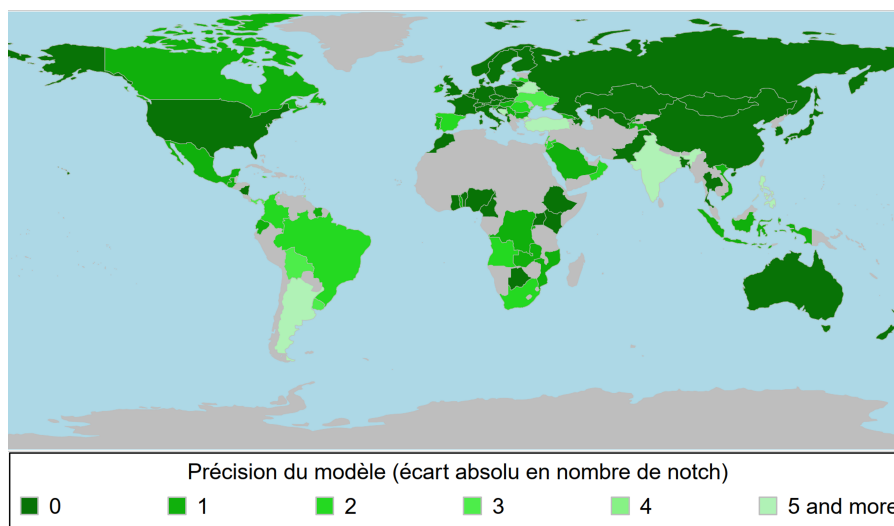 Précision du modèle (écart absolu en nombre de notch)
0 1 2 3 4 5 and more